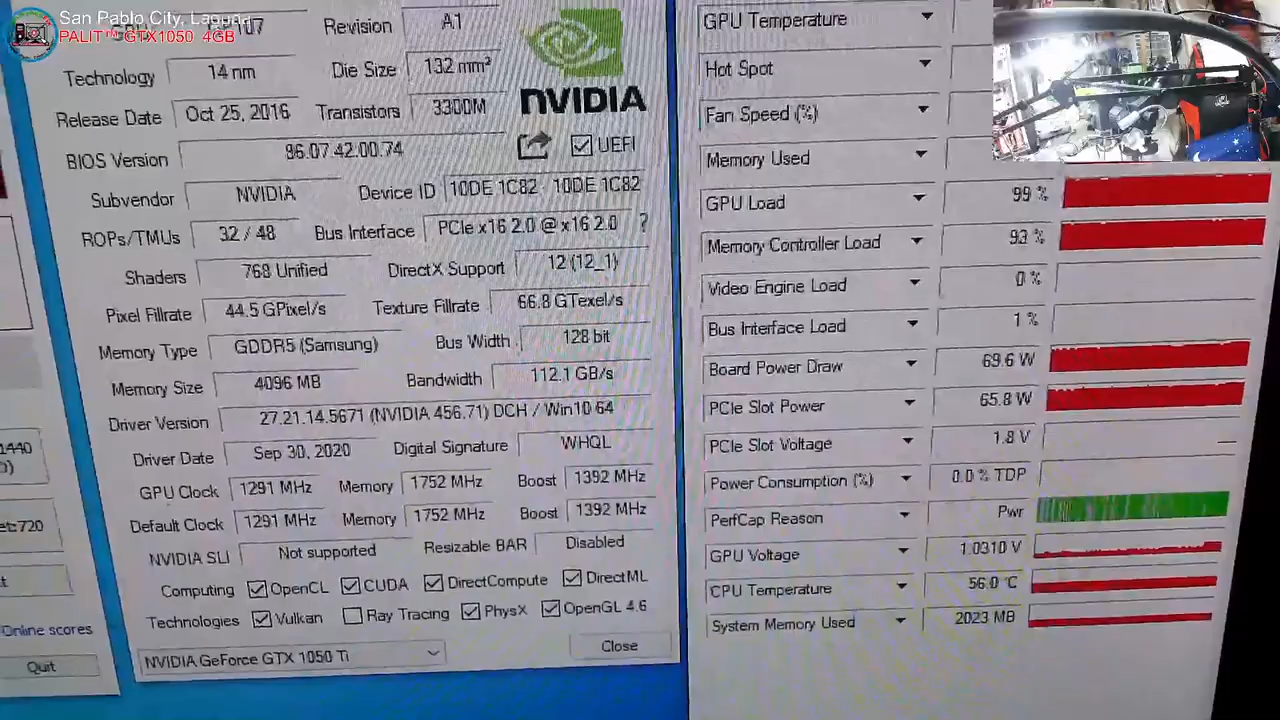 San Pablo City, Laguna
PALIT™ GTX1050 4GB
107 Revision A1
Technology 14 nm Die Size 132 mm²
Release Date Oct 25, 2016 Transistors 3300M
BIOS Version 86.07.42.00.74 UEFI
NVIDIA
Subvendor NVIDIA Device ID 10DE 1C82 - 10DE 1C82
ROPs/TMUs 32 / 48 Bus Interface PCIe x16 2.0 @ x16 2.0 ?
Shaders 768 Unified DirectX Support 12 (12_1)
Pixel Fillrate 44.5 GPixel/s Texture Fillrate 66.8 GTexel/s
Memory Type GDDR5 (Samsung) Bus Width 128 bit
Memory Size 4096 MB Bandwidth 112.1 GB/s
Driver Version 27.21.14.5671 (NVIDIA 456.71) DCH / Win10 64
Driver Date Sep 30, 2020 Digital Signature WHQL
GPU Clock 1291 MHz Memory 1752 MHz Boost 1392 MHz
Default Clock 1291 MHz Memory 1752 MHz Boost 1392 MHz
NVIDIA SLI Not supported Resizable BAR Disabled
Computing OpenCL CUDA DirectCompute DirectML
Technologies Vulkan Ray Tracing PhysX OpenGL 4.6
NVIDIA GeForce GTX 1050 Ti Close
1440
et:720
Online scores
Quit
GPU Temperature
Hot Spot
Fan Speed (%)
Memory Used
GPU Load 99 %
Memory Controller Load 93 %
Video Engine Load 0 %
Bus Interface Load 1 %
Board Power Draw 69.6 W
PCIe Slot Power 65.8 W
PCIe Slot Voltage 1.8 V
Power Consumption (%) 0.0 % TDP
PerfCap Reason Pwr
GPU Voltage 1.0310 V
CPU Temperature 56.0 °C
System Memory Used 2023 MB